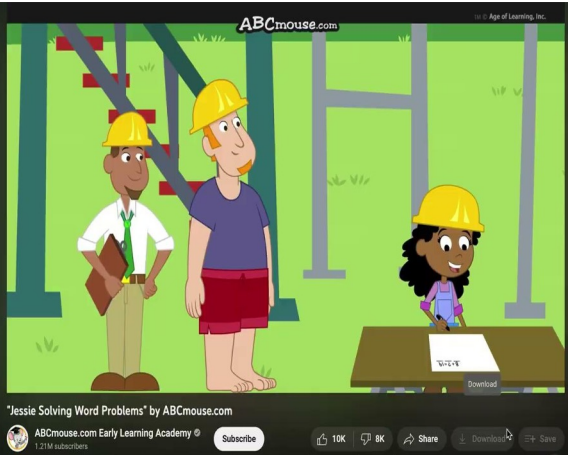 ABCmouse.com
TM © Age of Learning, Inc.
Download
"Jessie Solving Word Problems" by ABCmouse.com
ABCmouse.com Early Learning Academy
1.21M subscribers
Subscribe
10K
8K
Share
Download
Save